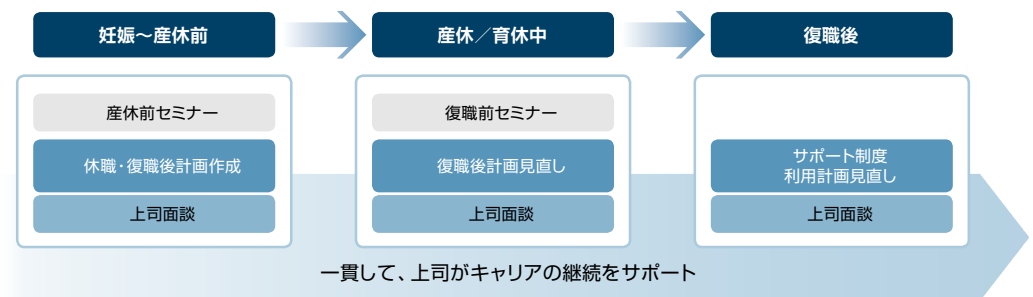 妊娠～産休前
産休／育休中
復職後
産休前セミナー
休職・復職後計画作成
上司面談
復職前セミナー
復職後計画見直し
上司面談
サポート制度
利用計画見直し
上司面談
一貫して、上司がキャリアの継続をサポート